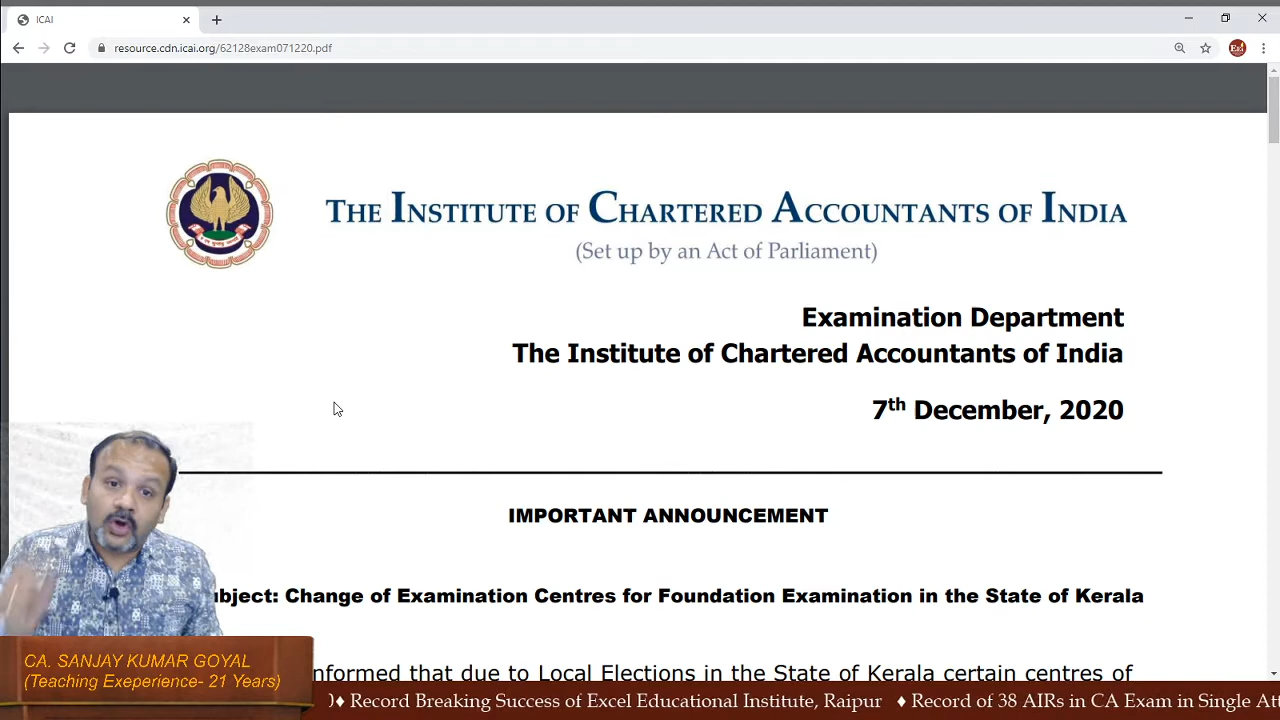 ICAI
resource.cdn.icai.org/62128exam071220.pdf
THE INSTITUTE OF CHARTERED ACCOUNTANTS OF INDIA
(Set up by an Act of Parliament)
Examination Department
The Institute of Chartered Accountants of India
7th December, 2020
IMPORTANT ANNOUNCEMENT
ubject: Change of Examination Centres for Foundation Examination in the State of Kerala
nformed that due to Local Elections in the State of Kerala certain centres of
CA. SANJAY KUMAR GOYAL
(Teaching Exeperience- 21 Years)
♦ Record Breaking Success of Excel Educational Institute, Raipur ♦ Record of 38 AIRs in CA Exam in Single